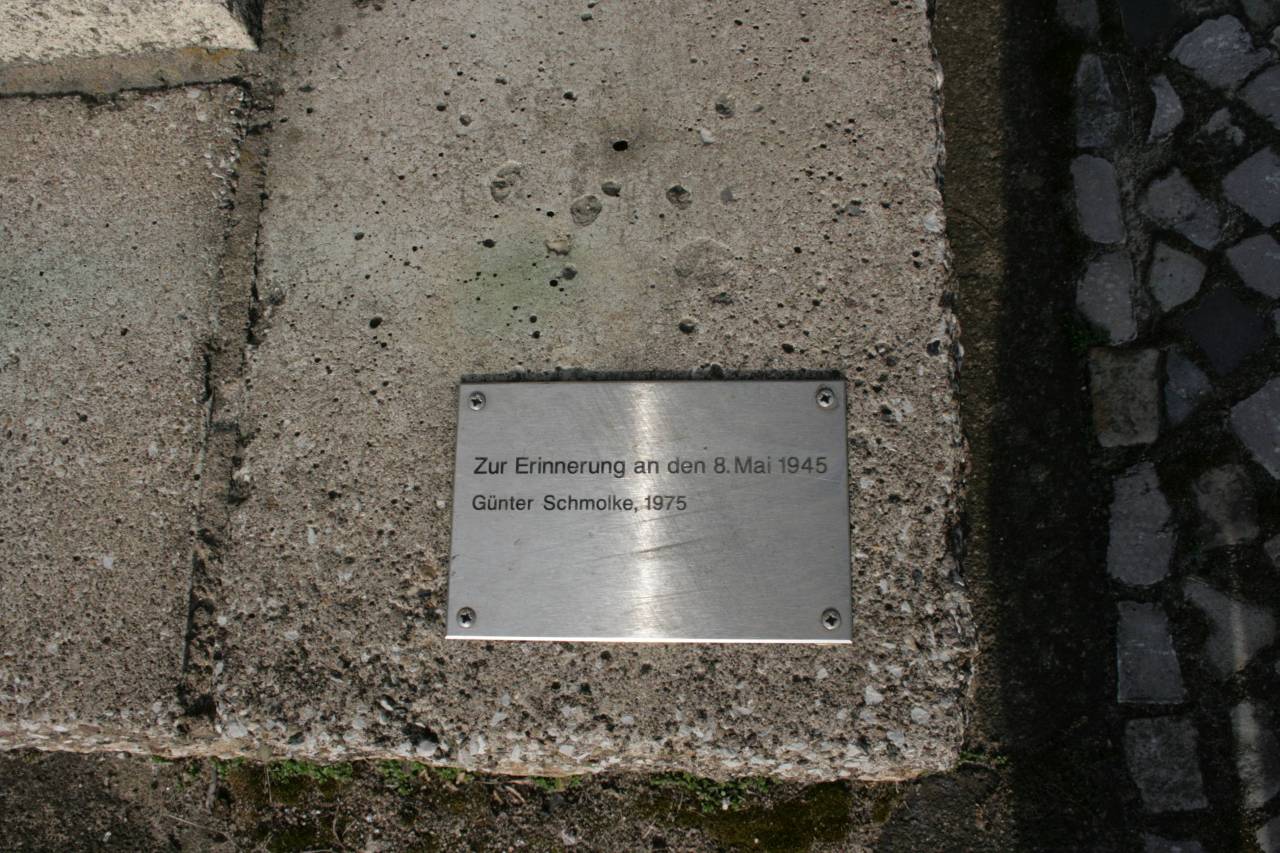 Zur Erinnerung an den 8. Mai 1945
Günter Schmolke, 1975